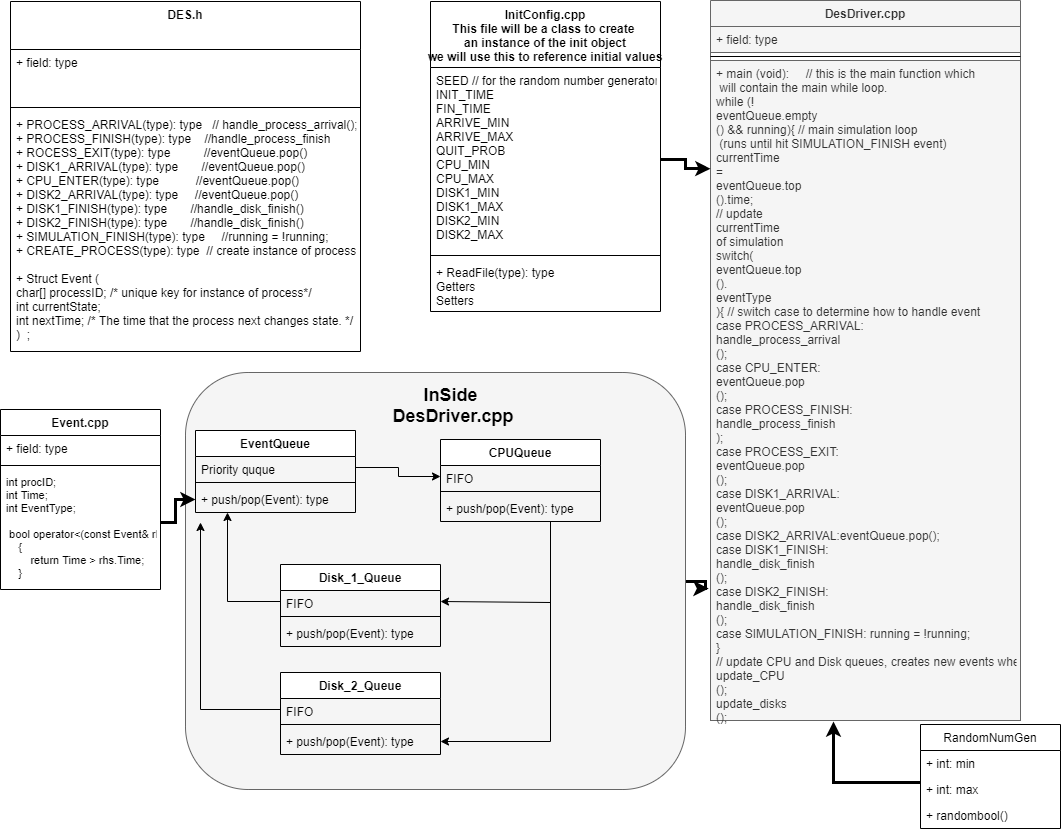 DES.h
+ field: type
+ PROCESS_ARRIVAL(type): type // handle_process_arrival();
+ PROCESS_FINISH(type): type //handle_process_finish
+ ROCESS_EXIT(type): type //eventQueue.pop()
+ DISK1_ARRIVAL(type): type //eventQueue.pop()
+ CPU_ENTER(type): type //eventQueue.pop()
+ DISK2_ARRIVAL(type): type //eventQueue.pop()
+ DISK1_FINISH(type): type //handle_disk_finish()
+ DISK2_FINISH(type): type //handle_disk_finish()
+ SIMULATION_FINISH(type): type //running = !running;
+ CREATE_PROCESS(type): type // create instance of process
+ Struct Event (
char[] processID; /* unique key for instance of process*/
int currentState;
int nextTime; /* The time that the process next changes state. */
) ;
InitConfig.cpp
This file will be a class to create
an instance of the init object
we will use this to reference initial values
SEED // for the random number generator
INIT_TIME
FIN_TIME
ARRIVE_MIN
ARRIVE_MAX
QUIT_PROB
CPU_MIN
CPU_MAX
DISK1_MIN
DISK1_MAX
DISK2_MIN
DISK2_MAX
+ ReadFile(type): type
Getters
Setters
DesDriver.cpp
+ field: type
+ main (void): // this is the main function which
will contain the main while loop.
while (!
eventQueue.empty
() && running){ // main simulation loop
(runs until hit SIMULATION_FINISH event)
currentTime
=
eventQueue.top
().time;
// update
currentTime
of simulation
switch(
eventQueue.top
().
eventType
){ // switch case to determine how to handle event
case PROCESS_ARRIVAL:
handle_process_arrival
();
case CPU_ENTER:
eventQueue.pop
();
case PROCESS_FINISH:
handle_process_finish
);
case PROCESS_EXIT:
eventQueue.pop
();
case DISK1_ARRIVAL:
eventQueue.pop
();
case DISK2_ARRIVAL:eventQueue.pop();
case DISK1_FINISH:
handle_disk_finish
();
case DISK2_FINISH:
handle_disk_finish
();
case SIMULATION_FINISH: running = !running;
}
// update CPU and Disk queues, creates new events whe
update_CPU
();
update_disks
();
Event.cpp
+ field: type
int procID;
int Time;
int EventType;
bool operator<(const Event& rl
{
return Time > rhs.Time;
}
InSide
DesDriver.cpp
EventQueue
Priority quque
+ push/pop(Event): type
CPUQueue
FIFO
+ push/pop(Event): type
Disk_1_Queue
FIFO
+ push/pop(Event): type
Disk_2_Queue
FIFO
+ push/pop(Event): type
RandomNumGen
+ int: min
+ int: max
+ randombool()